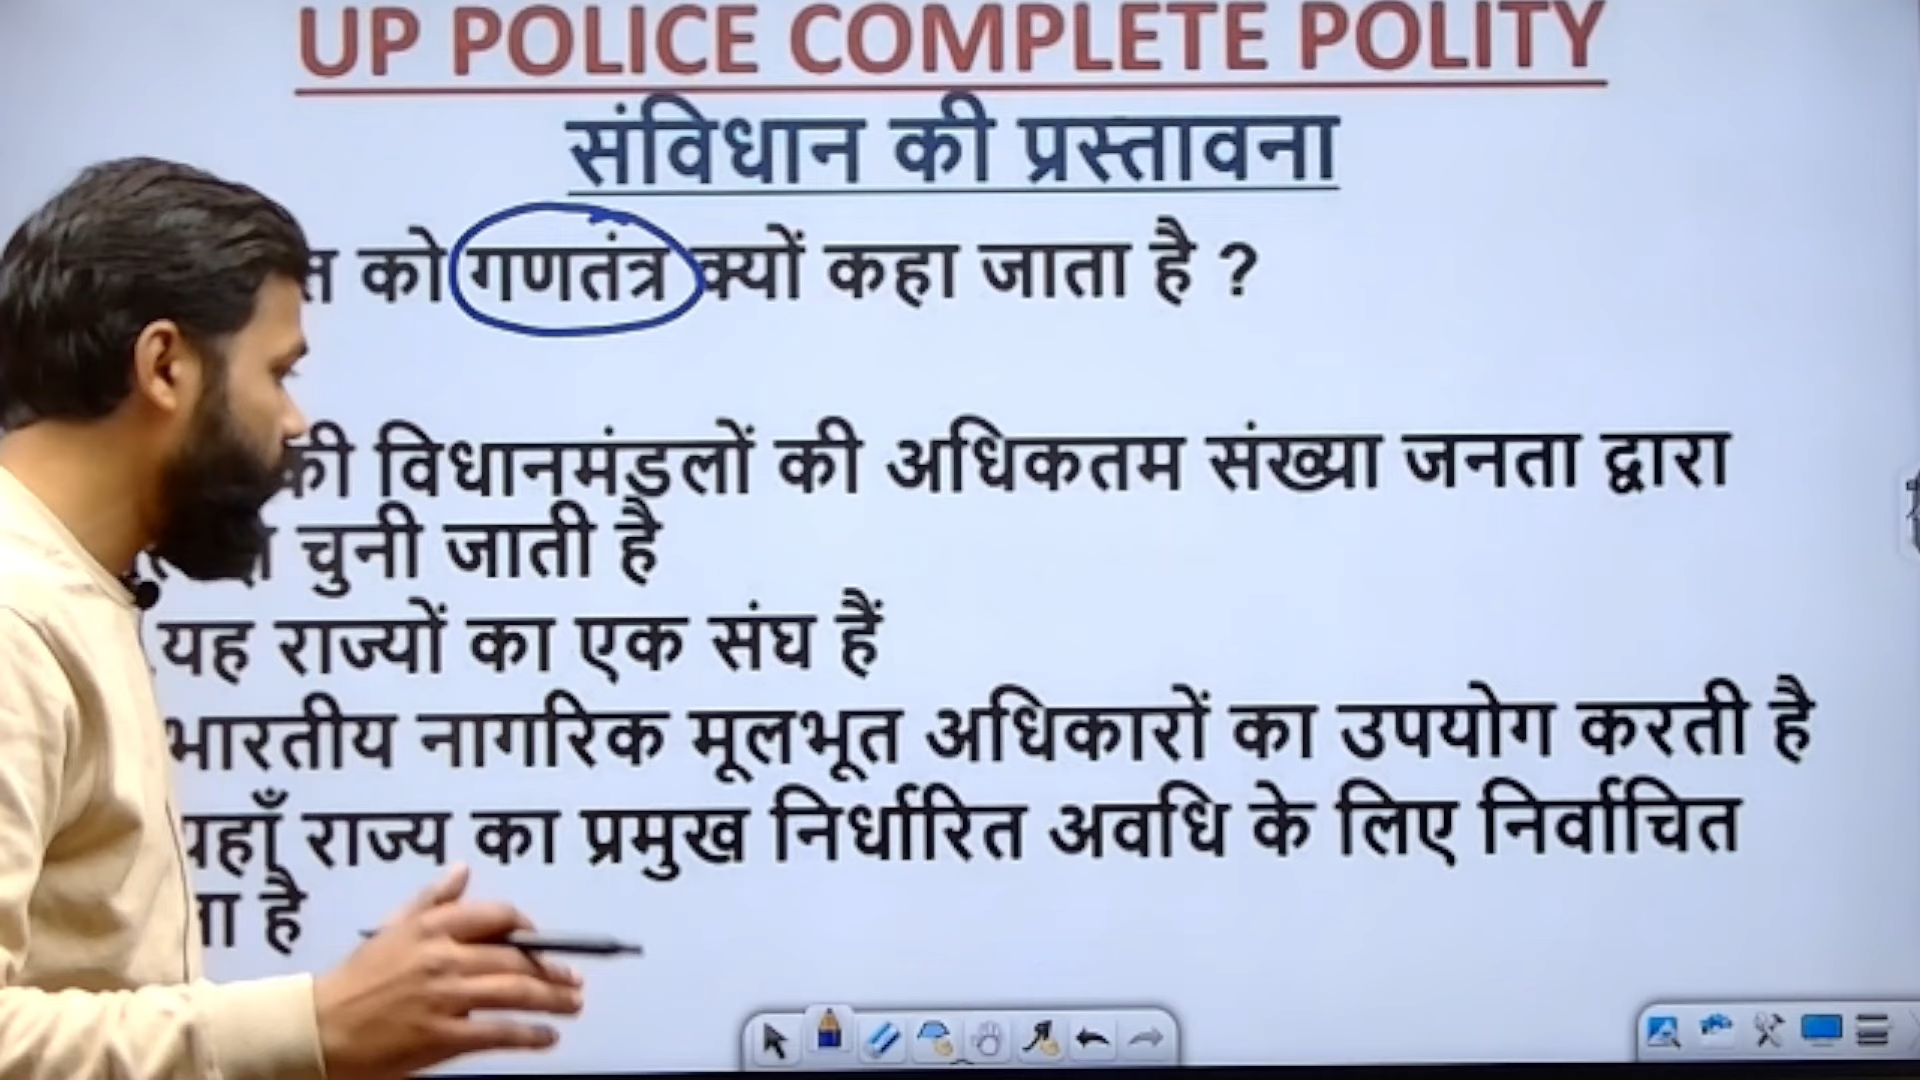 UP POLICE COMPLETE POLITY
संविधान की प्रस्तावना
को गणतंत्र क्यों कहा जाता है ?
की विधानमंडलों की अधिकतम संख्या जनता द्वारा
चुनी जाती है
यह राज्यों का एक संघ हैं
भारतीय नागरिक मूलभूत अधिकारों का उपयोग करती है
यहाँ राज्य का प्रमुख निर्धारित अवधि के लिए निर्वाचित
है